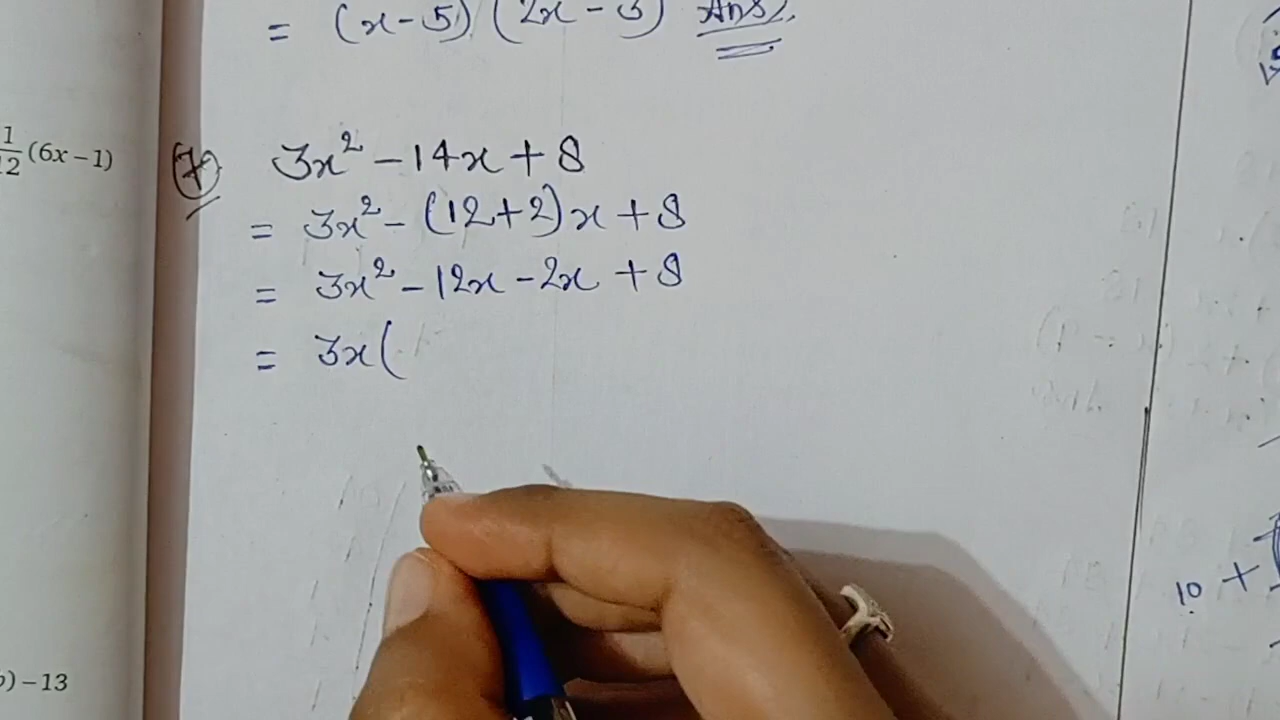 = (x-5) (2x-3) Ans.
1/12 (6x-1)
7 3x² - 14x + 8
= 3x² - (12+2)x + 8
= 3x² - 12x - 2x + 8
= 3x(
10 +
) - 13